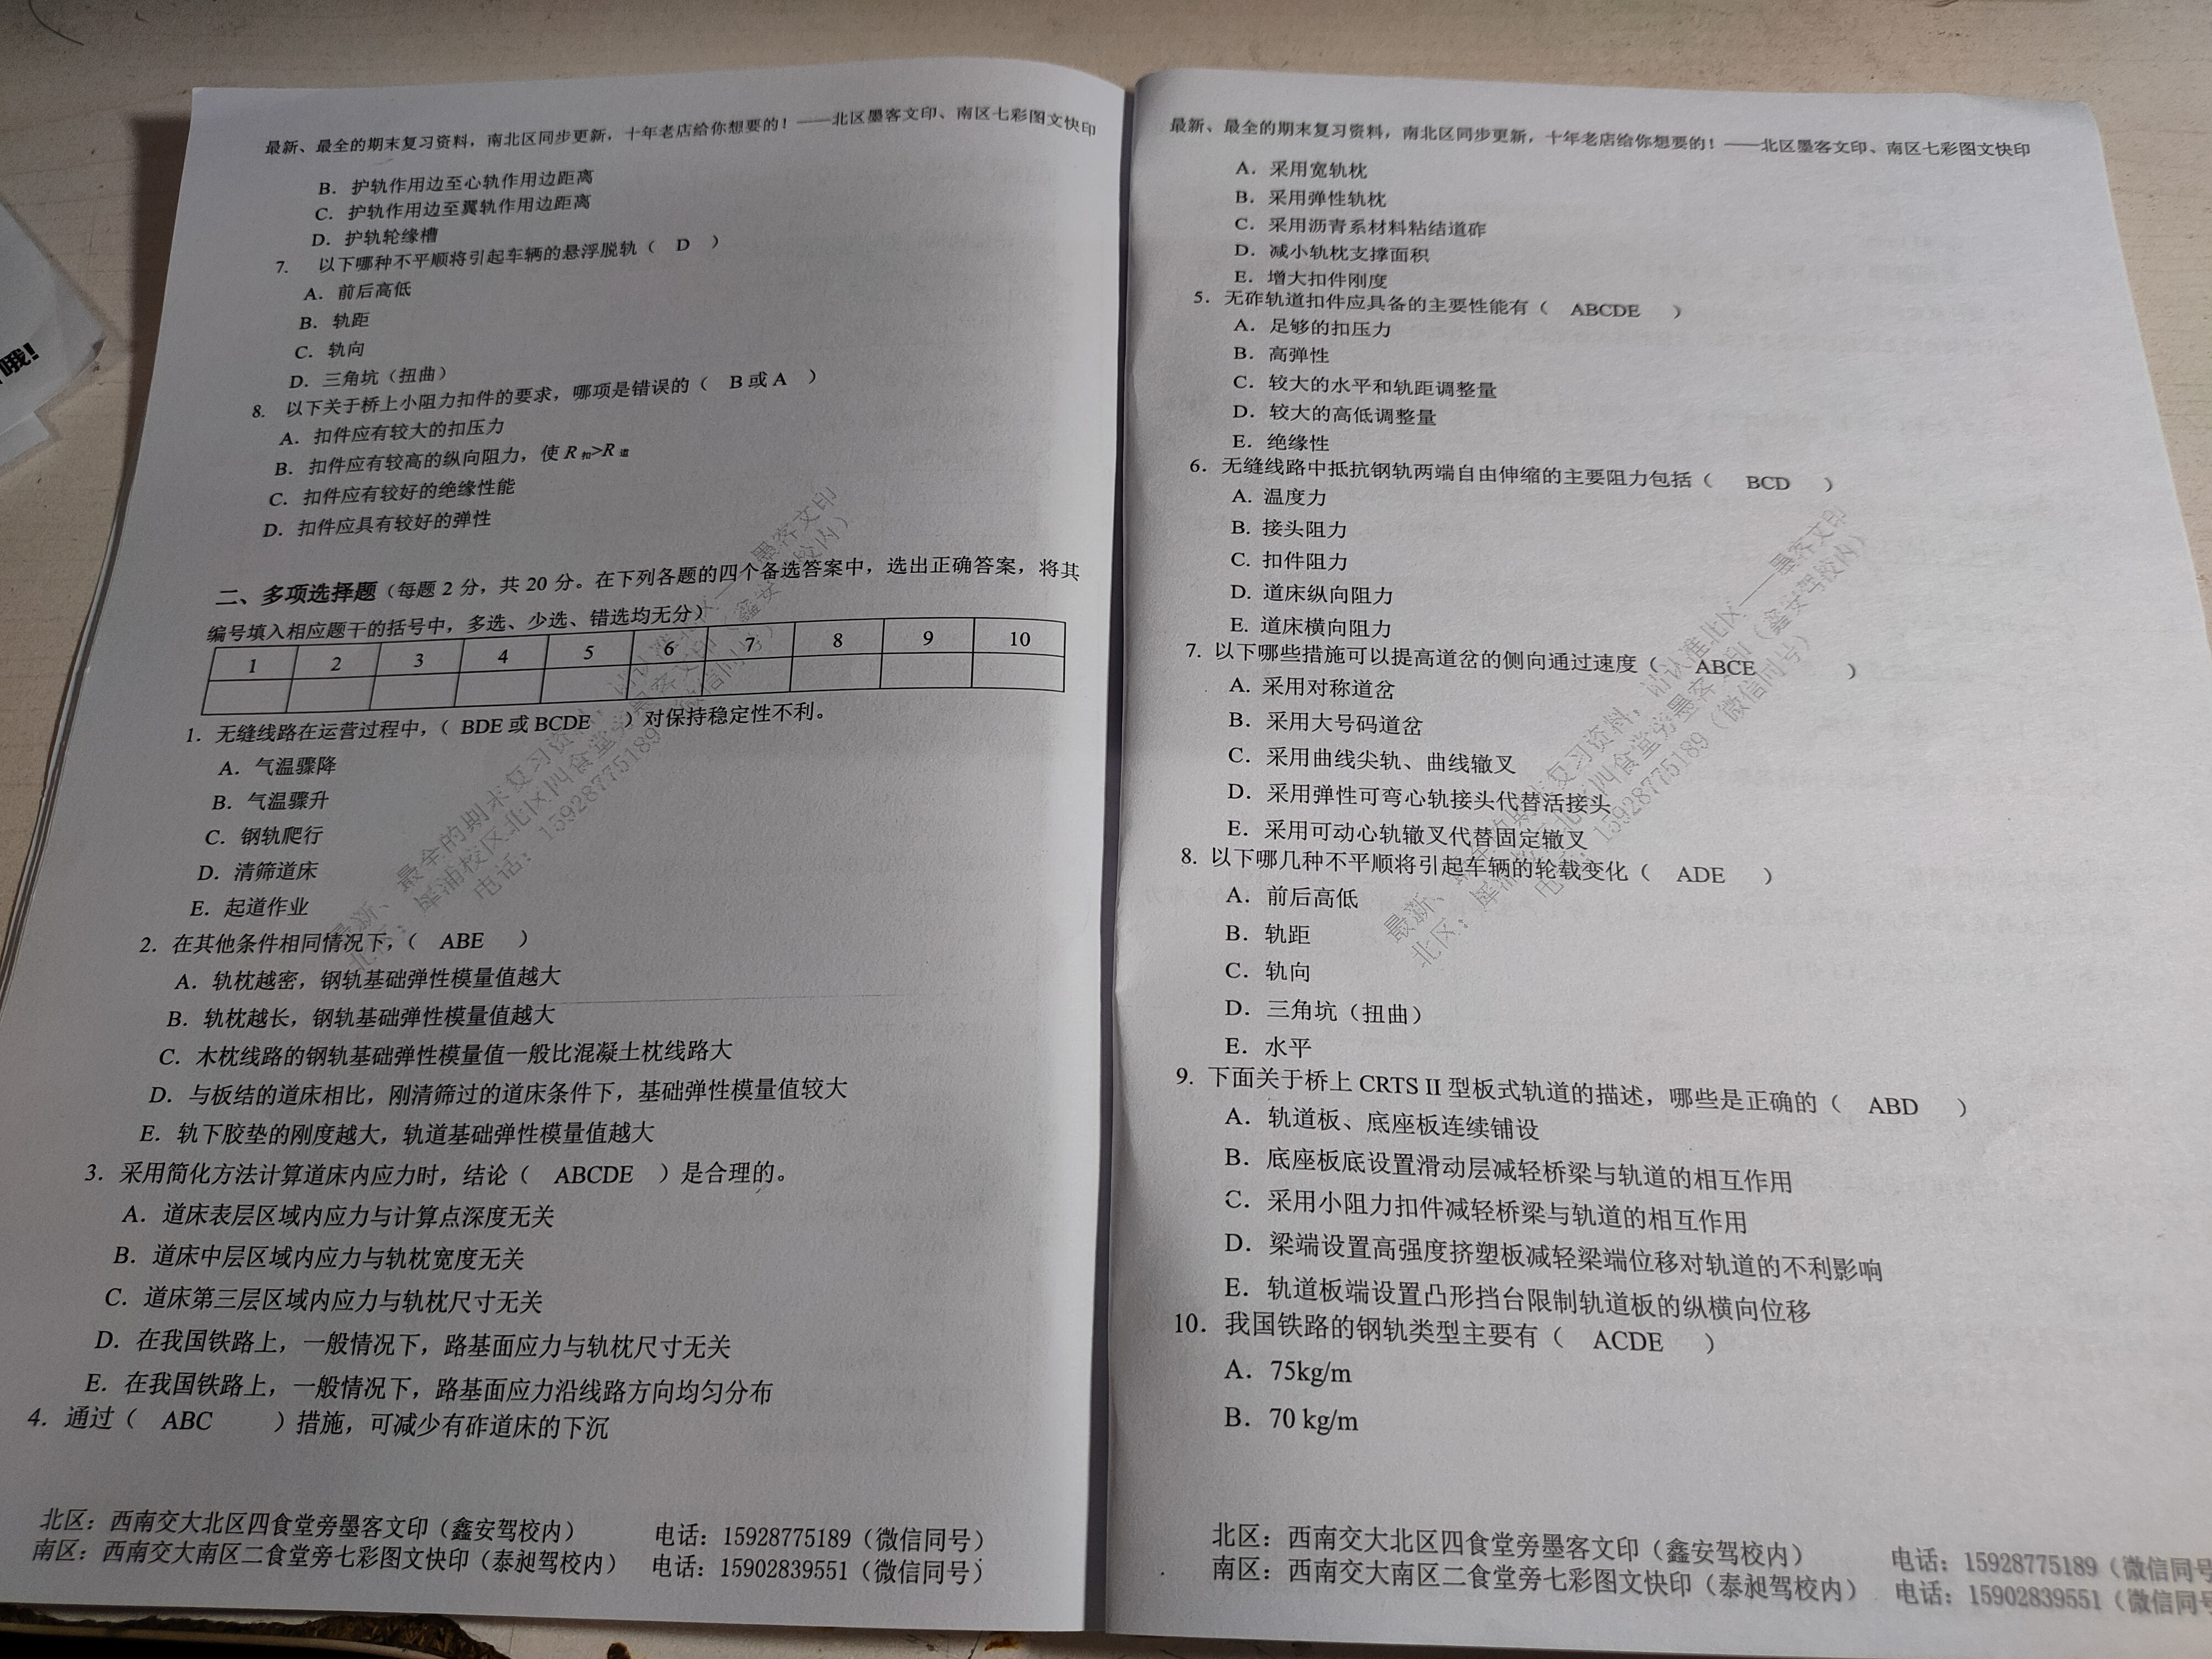 最新、最全的期末复习资料，南北区同步更新，十年老店给你想要的！——北区墨客文印、南区七彩图文快印
B．护轨作用边至心轨作用边距离
C．护轨作用边至翼轨作用边距离
D．护轨轮缘槽
7. 以下哪种不平顺将引起车辆的悬浮脱轨（ D ）
A．前后高低
B．轨距
C．轨向
D．三角坑（扭曲）
8. 以下关于桥上小阻力扣件的要求，哪项是错误的（ B 或 A ）
A．扣件应有较大的扣压力
B．扣件应有较高的纵向阻力，使 R扣>R道
C．扣件应有较好的绝缘性能
D．扣件应具有较好的弹性
二、多项选择题（每题 2 分，共 20 分。在下列各题的四个备选答案中，选出正确答案，将其
编号填入相应题干的括号中，多选、少选、错选均无分）
1 2 3 4 5 6 7 8 9 10
1．无缝线路在运营过程中，（ BDE 或 BCDE ）对保持稳定性不利。
A．气温骤降
B．气温骤升
C．钢轨爬行
D．清筛道床
E．起道作业
2．在其他条件相同情况下，（ ABE ）
A．轨枕越密，钢轨基础弹性模量值越大
B．轨枕越长，钢轨基础弹性模量值越大
C．木枕线路的钢轨基础弹性模量值一般比混凝土枕线路大
D．与板结的道床相比，刚清筛过的道床条件下，基础弹性模量值较大
E．轨下胶垫的刚度越大，轨道基础弹性模量值越大
3．采用简化方法计算道床内应力时，结论（ ABCDE ）是合理的。
A．道床表层区域内应力与计算点深度无关
B．道床中层区域内应力与轨枕宽度无关
C．道床第三层区域内应力与轨枕尺寸无关
D．在我国铁路上，一般情况下，路基面应力与轨枕尺寸无关
E．在我国铁路上，一般情况下，路基面应力沿线路方向均匀分布
4．通过（ ABC ）措施，可减少有砟道床的下沉
北区：西南交大北区四食堂旁墨客文印（鑫安驾校内） 电话：15928775189（微信同号）
南区：西南交大南区二食堂旁七彩图文快印（泰昶驾校内） 电话：15902839551（微信同号）
最新、最全的期末复习资料，南北区同步更新，十年老店给你想要的！——北区墨客文印、南区七彩图文快印
A．采用宽轨枕
B．采用弹性轨枕
C．采用沥青系材料粘结道砟
D．减小轨枕支撑面积
E．增大扣件刚度
5．无砟轨道扣件应具备的主要性能有（ ABCDE ）
A．足够的扣压力
B．高弹性
C．较大的水平和轨距调整量
D．较大的高低调整量
E．绝缘性
6．无缝线路中抵抗钢轨两端自由伸缩的主要阻力包括（ BCD ）
A. 温度力
B. 接头阻力
C. 扣件阻力
D. 道床纵向阻力
E. 道床横向阻力
7. 以下哪些措施可以提高道岔的侧向通过速度（ ABCE ）
A. 采用对称道岔
B．采用大号码道岔
C．采用曲线尖轨、曲线辙叉
D．采用弹性可弯心轨接头代替活接头
E．采用可动心轨辙叉代替固定辙叉
8. 以下哪几种不平顺将引起车辆的轮载变化（ ADE ）
A．前后高低
B．轨距
C．轨向
D．三角坑（扭曲）
E．水平
9. 下面关于桥上 CRTS II 型板式轨道的描述，哪些是正确的（ ABD ）
A．轨道板、底座板连续铺设
B．底座板底设置滑动层减轻桥梁与轨道的相互作用
C．采用小阻力扣件减轻桥梁与轨道的相互作用
D．梁端设置高强度挤塑板减轻梁端位移对轨道的不利影响
E．轨道板端设置凸形挡台限制轨道板的纵横向位移
10．我国铁路的钢轨类型主要有（ ACDE ）
A．75kg/m
B．70 kg/m
北区：西南交大北区四食堂旁墨客文印（鑫安驾校内） 电话：15928775189（微信同号
南区：西南交大南区二食堂旁七彩图文快印（泰昶驾校内） 电话：15902839551（微信同号
哦!